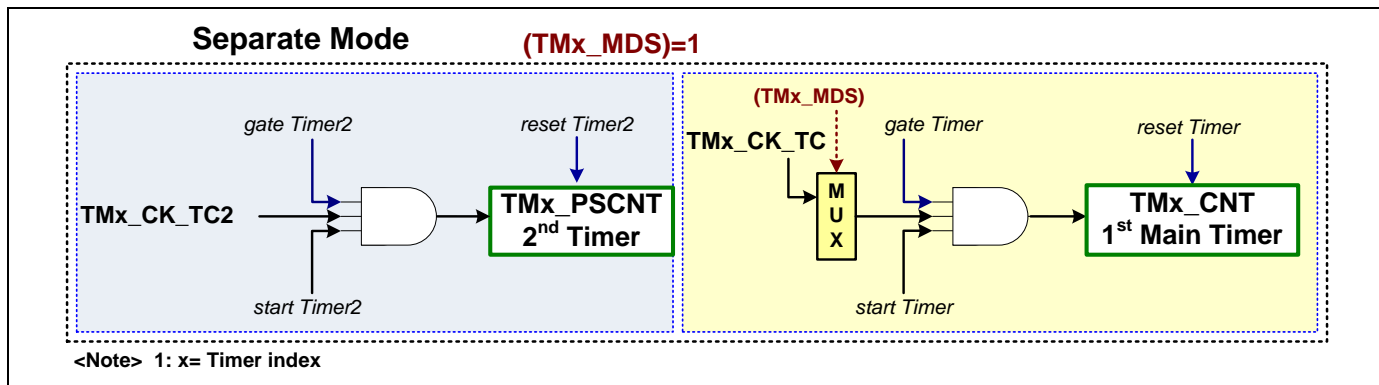 Separate Mode (TMx_MDS)=1
gate Timer2
reset Timer2
TMx_CK_TC2
TMx_PSCNT
2nd Timer
start Timer2
(TMx_MDS)
gate Timer
reset Timer
TMx_CK_TC
M
U
X
TMx_CNT
1st Main Timer
start Timer
<Note> 1: x= Timer index